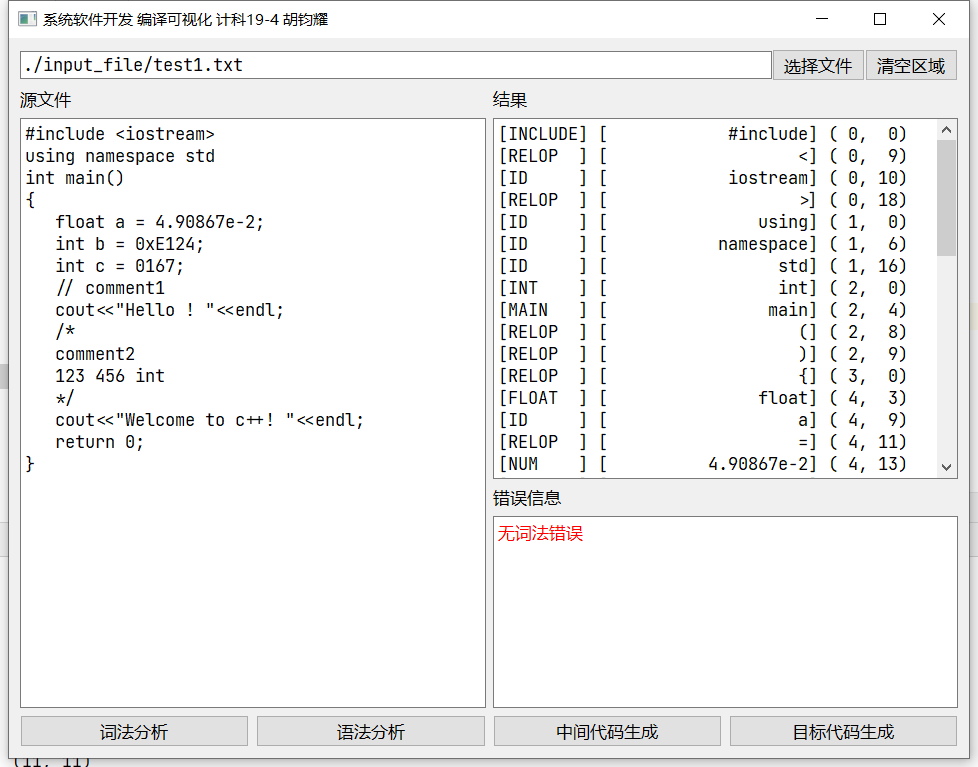 系统软件开发 编译可视化 计科19-4 胡钧耀
./input_file/test1.txt
选择文件
清空区域
源文件
#include <iostream>
using namespace std
int main()
{
   float a = 4.90867e-2;
   int b = 0xE124;
   int c = 0167;
   // comment1
   cout<<"Hello ! "<<endl;
   /*
   comment2
   123 456 int
   */
   cout<<"Welcome to c++! "<<endl;
   return 0;
}
结果
[INCLUDE] [            #include] ( 0,  0)
[RELOP  ] [                   <] ( 0,  9)
[ID     ] [            iostream] ( 0, 10)
[RELOP  ] [                   >] ( 0, 18)
[ID     ] [               using] ( 1,  0)
[ID     ] [           namespace] ( 1,  6)
[ID     ] [                 std] ( 1, 16)
[INT    ] [                 int] ( 2,  0)
[MAIN   ] [                main] ( 2,  4)
[RELOP  ] [                   (] ( 2,  8)
[RELOP  ] [                   )] ( 2,  9)
[RELOP  ] [                   {] ( 3,  0)
[FLOAT  ] [               float] ( 4,  3)
[ID     ] [                   a] ( 4,  9)
[RELOP  ] [                   =] ( 4, 11)
[NUM    ] [          4.90867e-2] ( 4, 13)
错误信息
无词法错误
词法分析
语法分析
中间代码生成
目标代码生成
(11, 11)